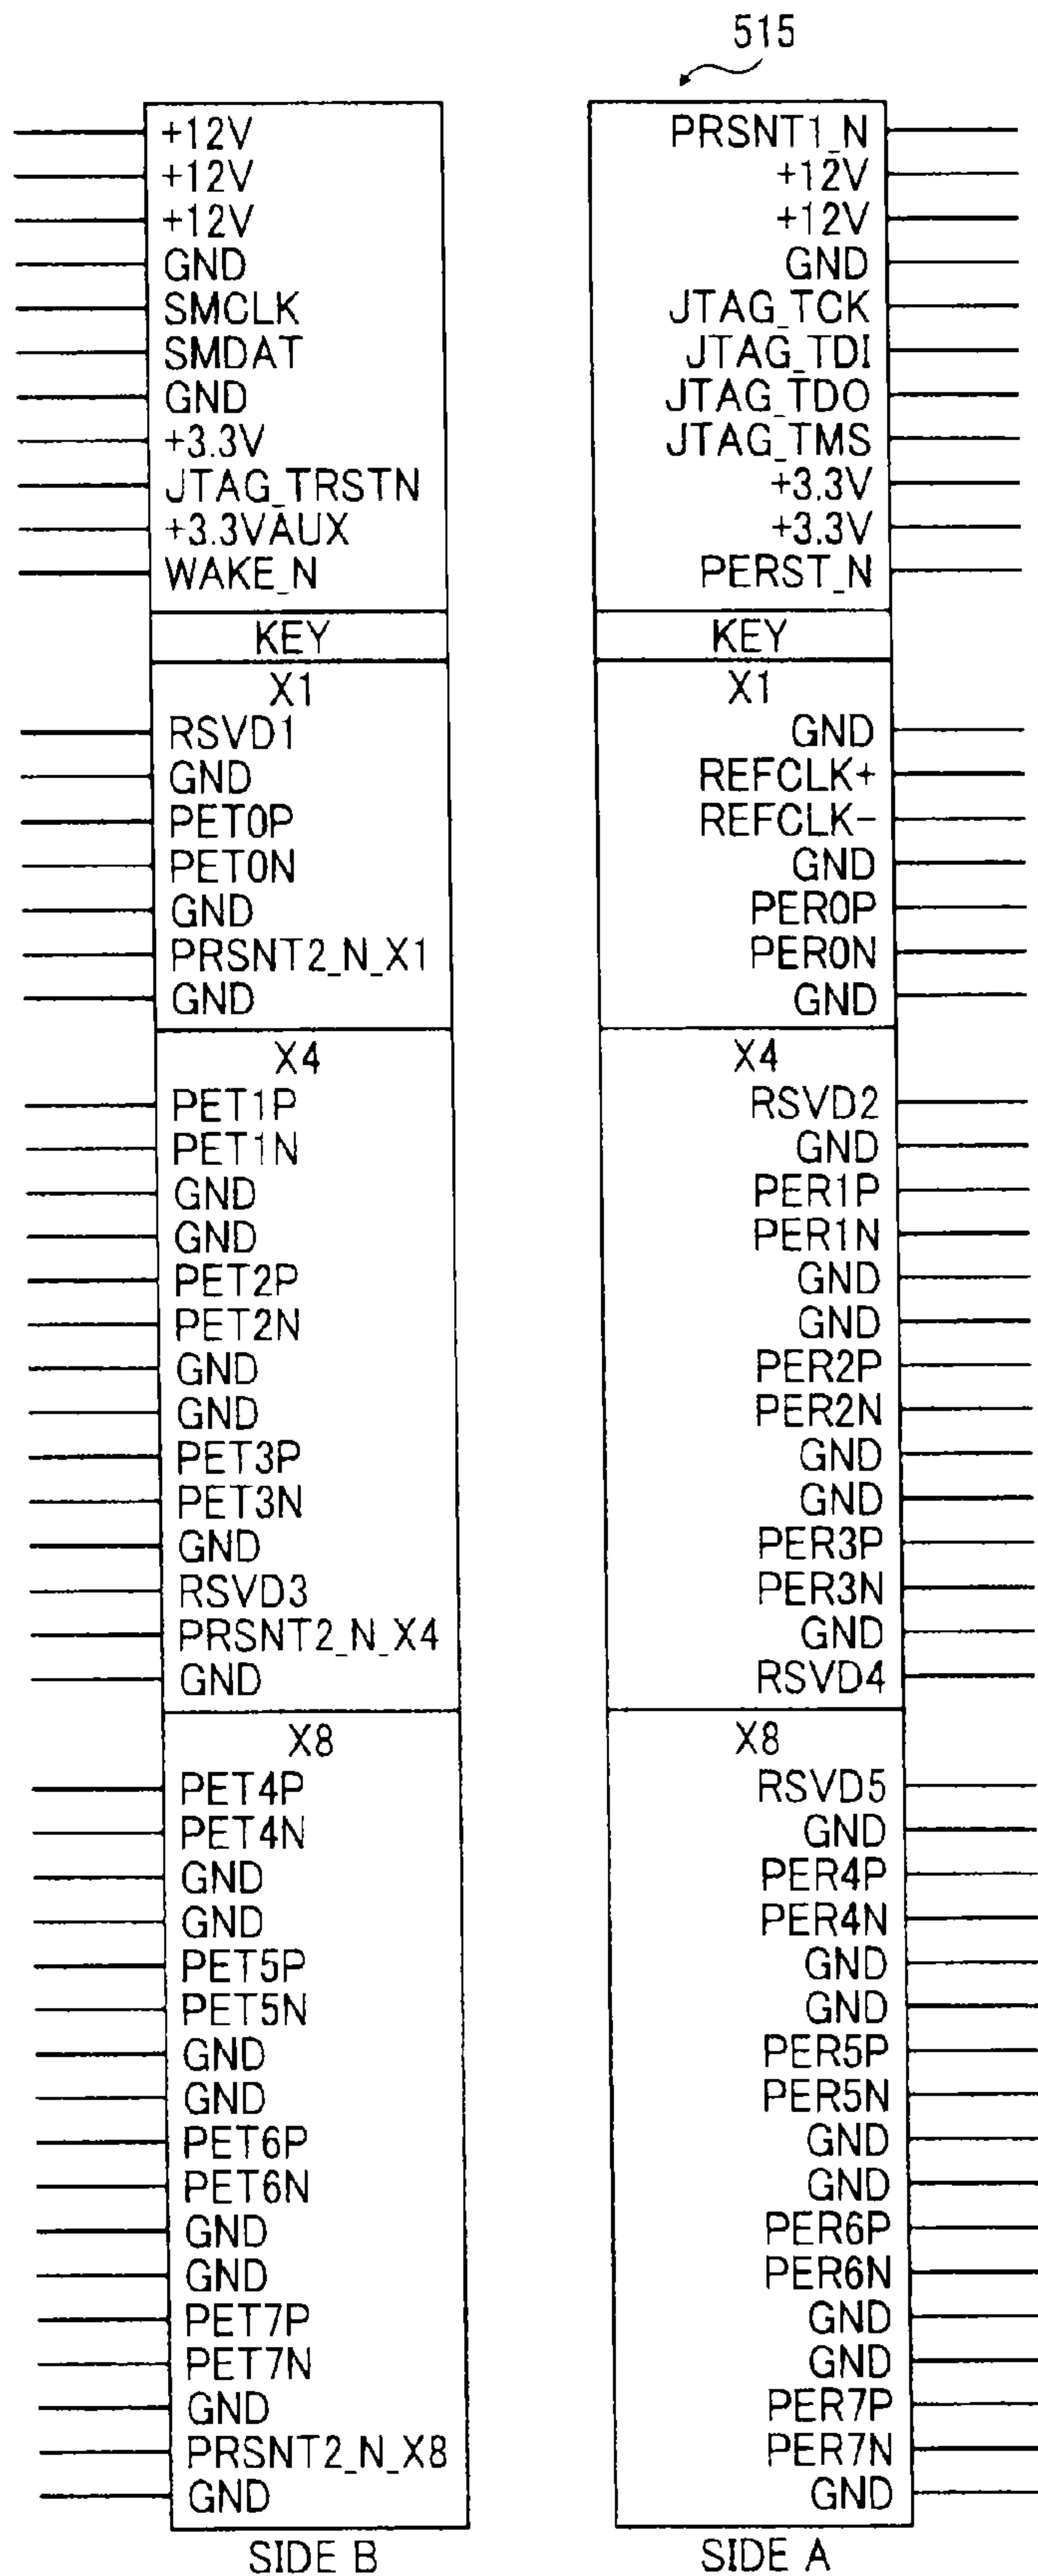 515
+12V
+12V
+12V
GND
SMCLK
SMDAT
GND
+3.3V
JTAG_TRSTN
+3.3VAUX
WAKE_N
KEY
X1
RSVD1
GND
PET0P
PET0N
GND
PRSNT2_N_X1
GND
X4
PET1P
PET1N
GND
GND
PET2P
PET2N
GND
GND
PET3P
PET3N
GND
RSVD3
PRSNT2_N_X4
GND
X8
PET4P
PET4N
GND
GND
PET5P
PET5N
GND
GND
PET6P
PET6N
GND
GND
PET7P
PET7N
GND
PRSNT2_N_X8
GND
SIDE B
PRSNT1_N
+12V
+12V
GND
JTAG_TCK
JTAG_TDI
JTAG_TDO
JTAG_TMS
+3.3V
+3.3V
PERST_N
KEY
X1
GND
REFCLK+
REFCLK-
GND
PER0P
PER0N
GND
X4
RSVD2
GND
PER1P
PER1N
GND
GND
PER2P
PER2N
GND
GND
PER3P
PER3N
GND
RSVD4
X8
RSVD5
GND
PER4P
PER4N
GND
GND
PER5P
PER5N
GND
GND
PER6P
PER6N
GND
GND
PER7P
PER7N
GND
SIDE A